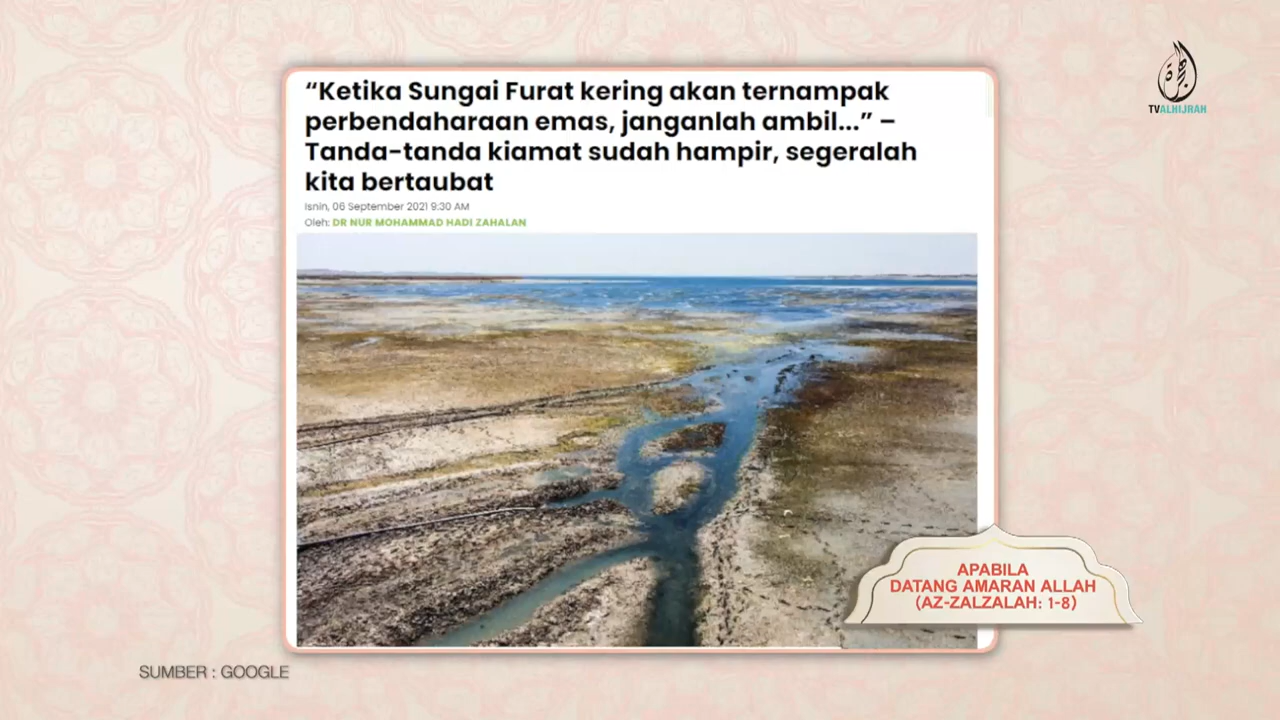 “Ketika Sungai Furat kering akan ternampak
perbendaharaan emas, janganlah ambil...” –
Tanda-tanda kiamat sudah hampir, segeralah
kita bertaubat
Isnin, 06 September 2021 9:30 AM
Oleh: DR NUR MOHAMMAD HADI ZAHALAN
TVALHIJRAH
APABILA
DATANG AMARAN ALLAH
(AZ-ZALZALAH: 1-8)
SUMBER : GOOGLE